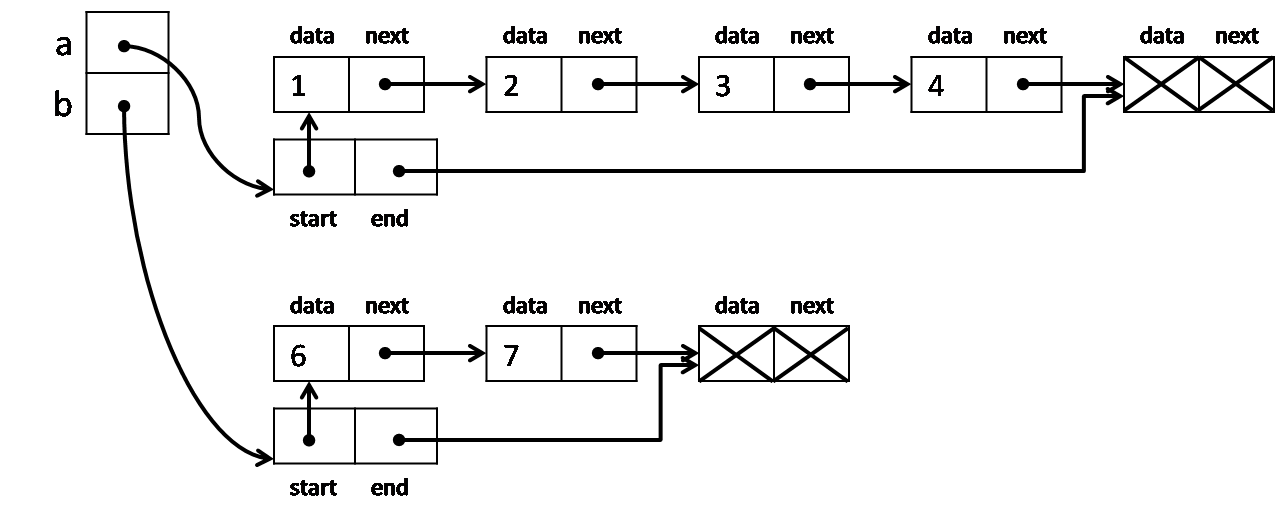 a
b
data next data next data next data next data next
1 2 3 4
start end
data next data next data next
6 7
start end